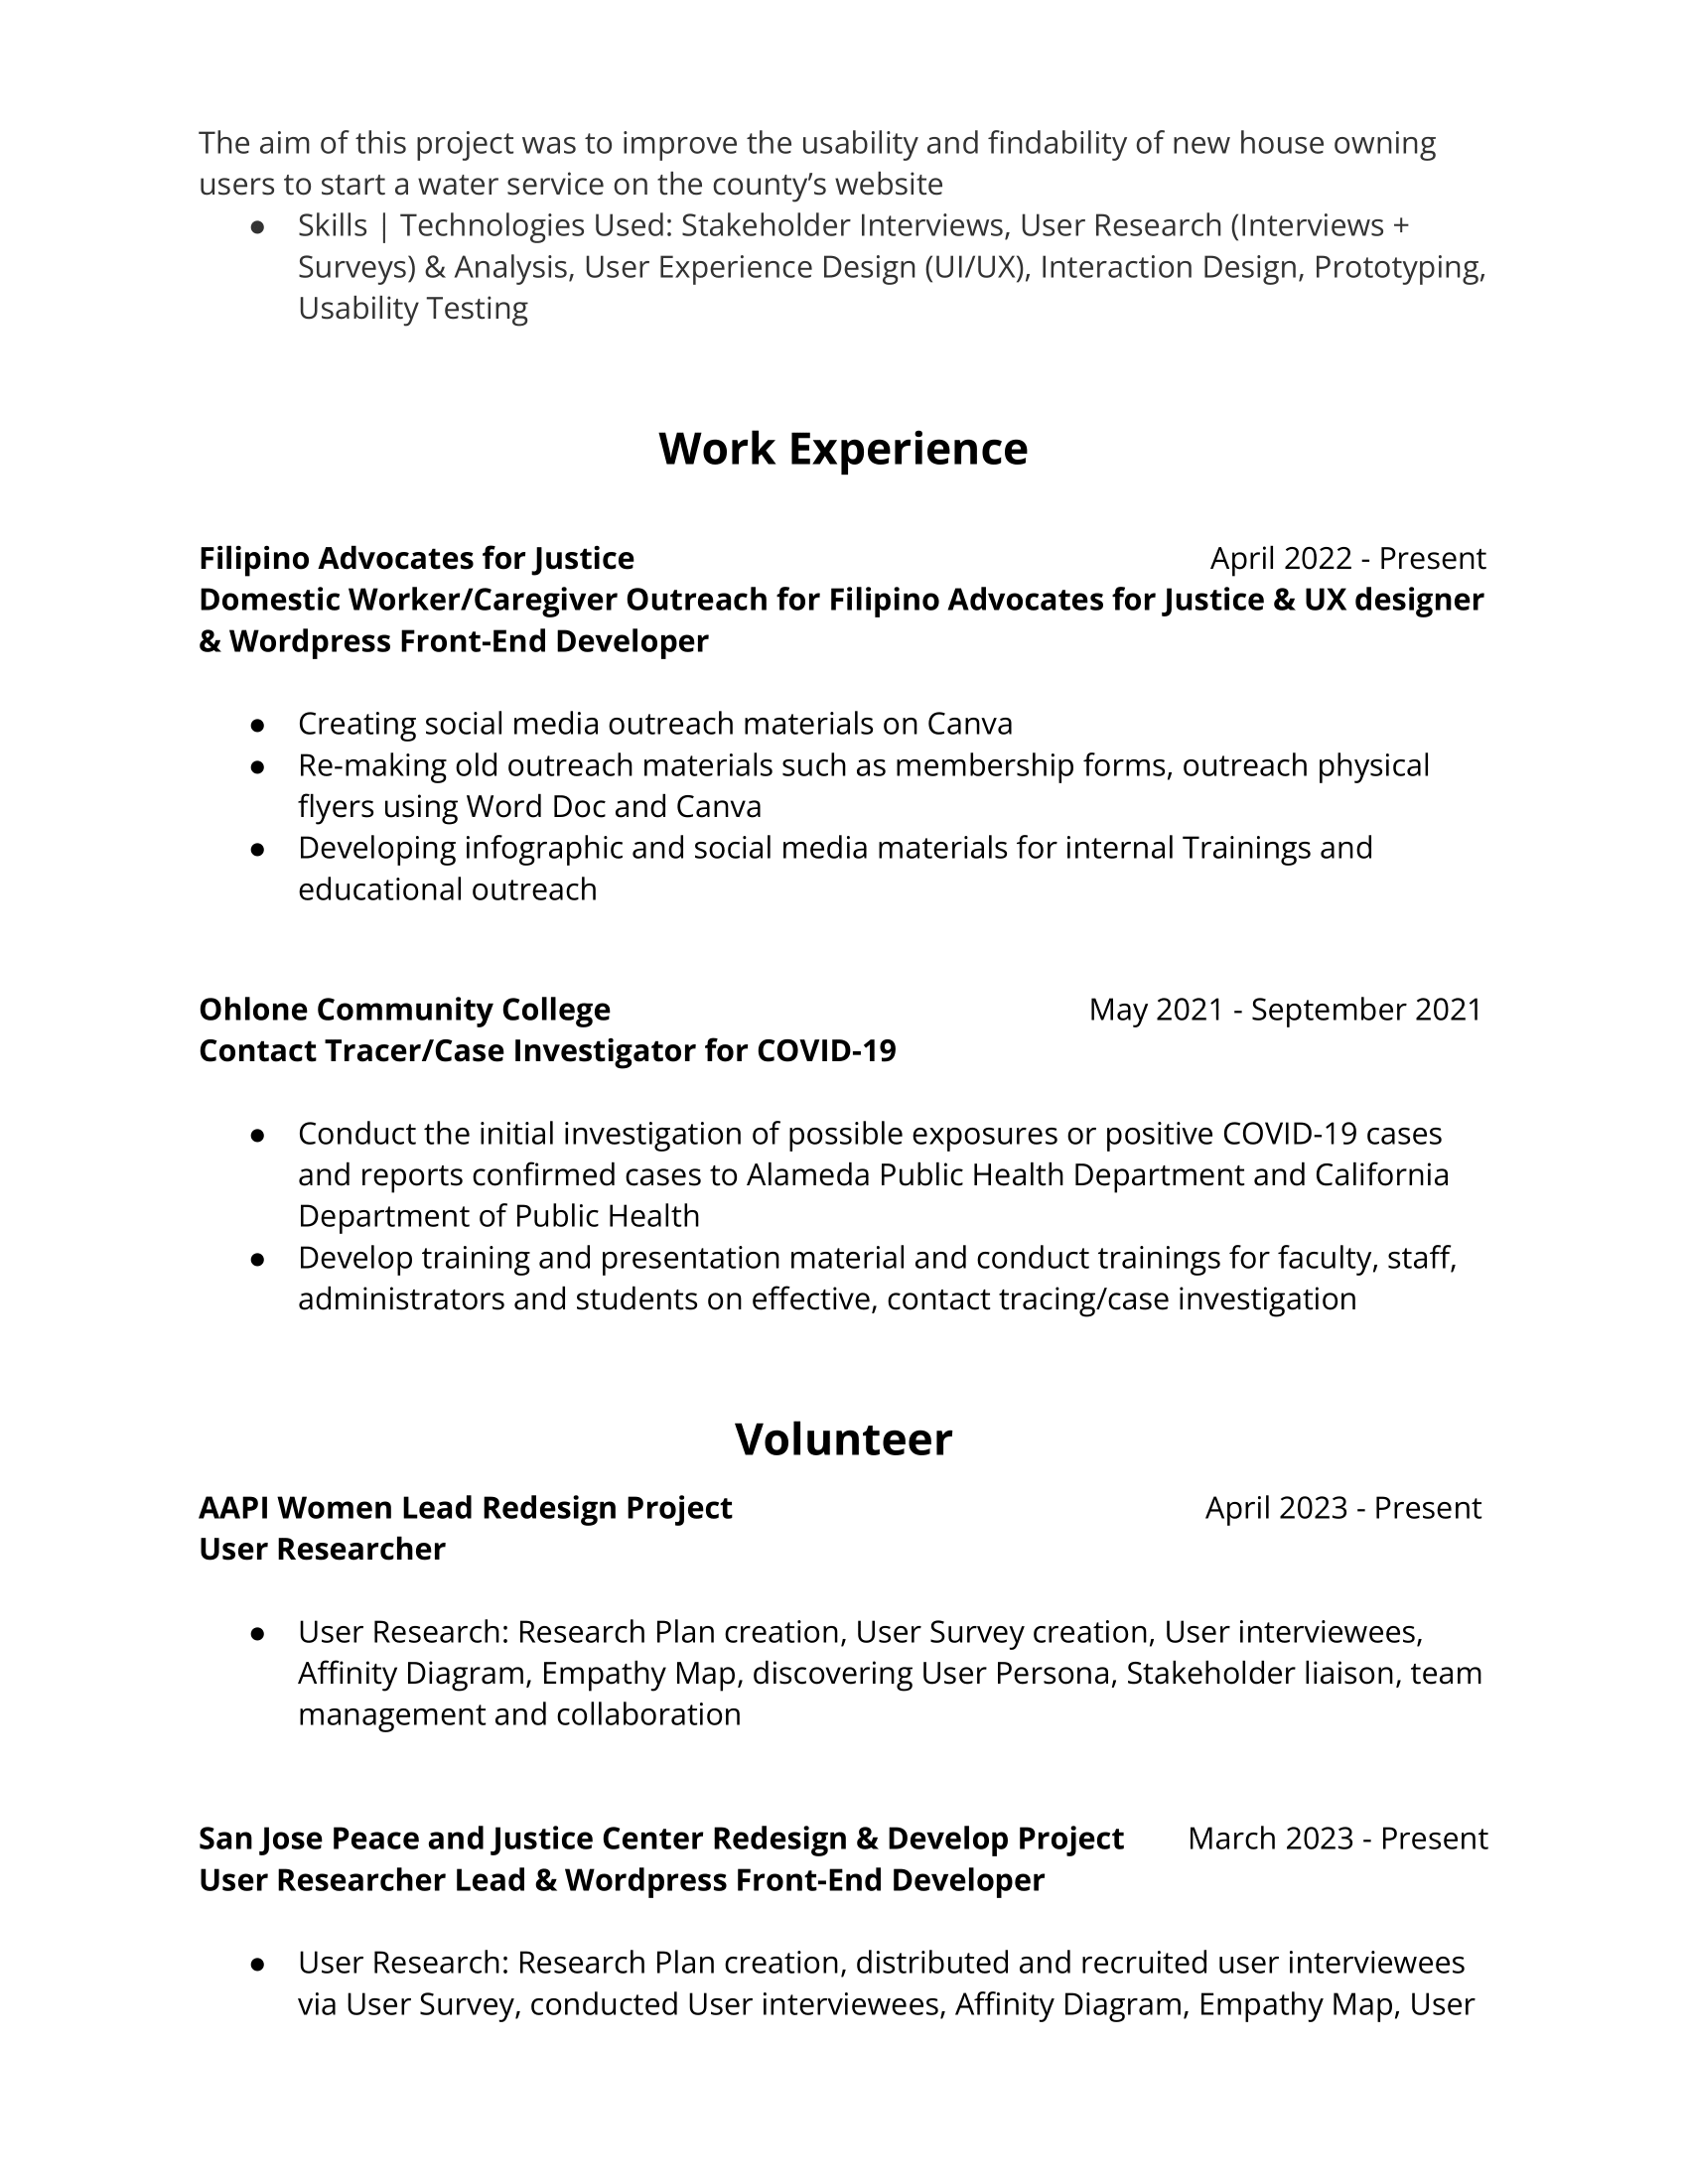 The aim of this project was to improve the usability and findability of new house owning
users to start a water service on the county’s website
● Skills | Technologies Used: Stakeholder Interviews, User Research (Interviews +
Surveys) & Analysis, User Experience Design (UI/UX), Interaction Design, Prototyping,
Usability Testing
Work Experience
Filipino Advocates for Justice April 2022 - Present
Domestic Worker/Caregiver Outreach for Filipino Advocates for Justice & UX designer
& Wordpress Front-End Developer
● Creating social media outreach materials on Canva
● Re-making old outreach materials such as membership forms, outreach physical
flyers using Word Doc and Canva
● Developing infographic and social media materials for internal Trainings and
educational outreach
Ohlone Community College May 2021 - September 2021
Contact Tracer/Case Investigator for COVID-19
● Conduct the initial investigation of possible exposures or positive COVID-19 cases
and reports confirmed cases to Alameda Public Health Department and California
Department of Public Health
● Develop training and presentation material and conduct trainings for faculty, staff,
administrators and students on effective, contact tracing/case investigation
Volunteer
AAPI Women Lead Redesign Project April 2023 - Present
User Researcher
● User Research: Research Plan creation, User Survey creation, User interviewees,
Affinity Diagram, Empathy Map, discovering User Persona, Stakeholder liaison, team
management and collaboration
San Jose Peace and Justice Center Redesign & Develop Project March 2023 - Present
User Researcher Lead & Wordpress Front-End Developer
● User Research: Research Plan creation, distributed and recruited user interviewees
via User Survey, conducted User interviewees, Affinity Diagram, Empathy Map, User